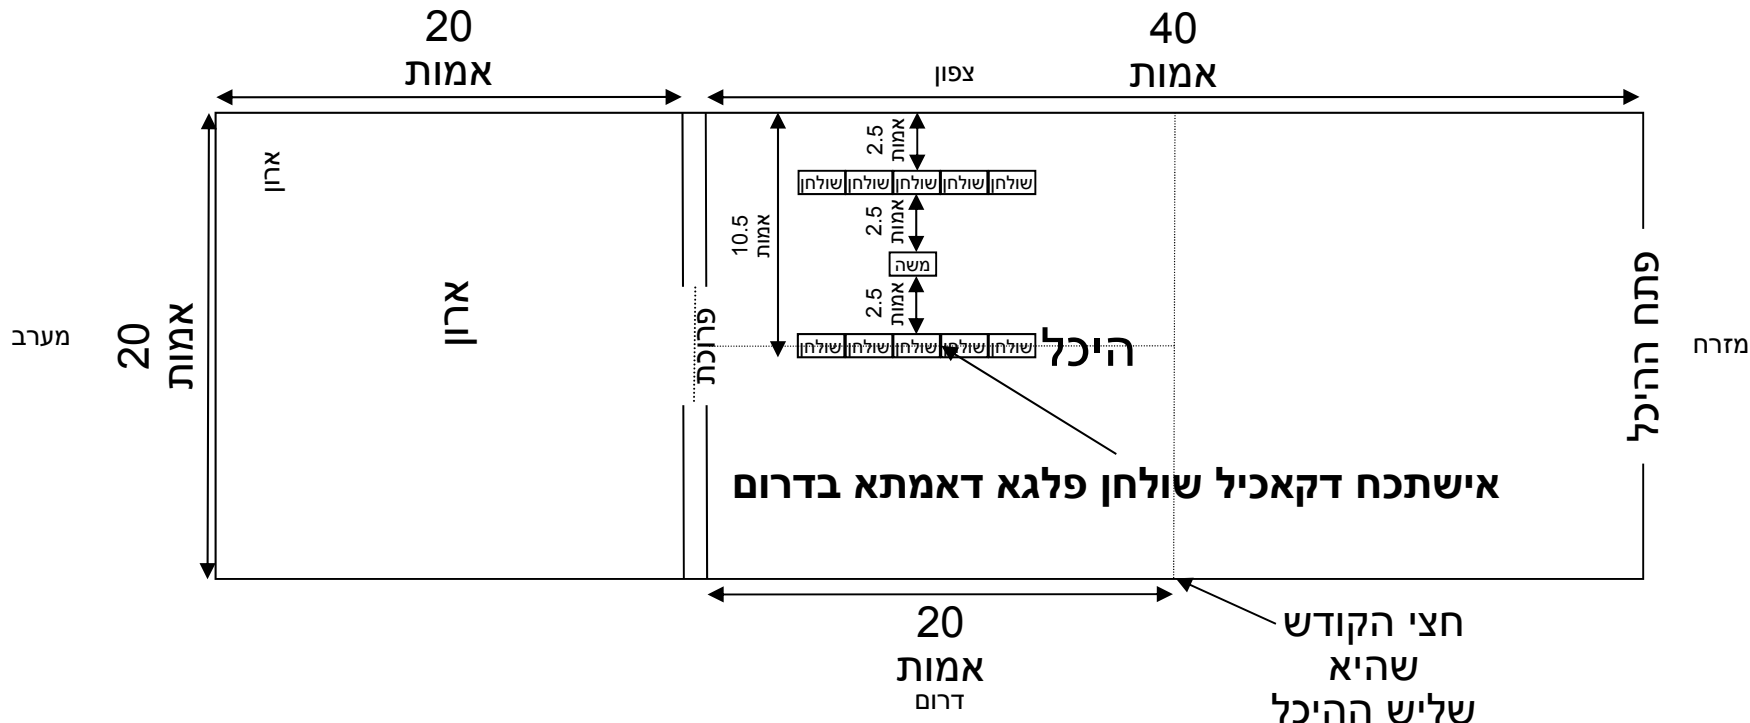 20
אמות
40
אמות
צפון
ארון
2.5
אמות
שולחן שולחן שולחן שולחן שולחן
10.5
אמות
2.5
אמות
משה
2.5
אמות
שולחן שולחן שולחן שולחן שולחן
היכל
פתח ההיכל
מזרח
ארון
פרוכת
20
אמות
מערב
אישתכח דקאכיל שולחן פלגא דאמתא בדרום
20
אמות
דרום
חצי הקודש
שהיא
שליש ההיכל